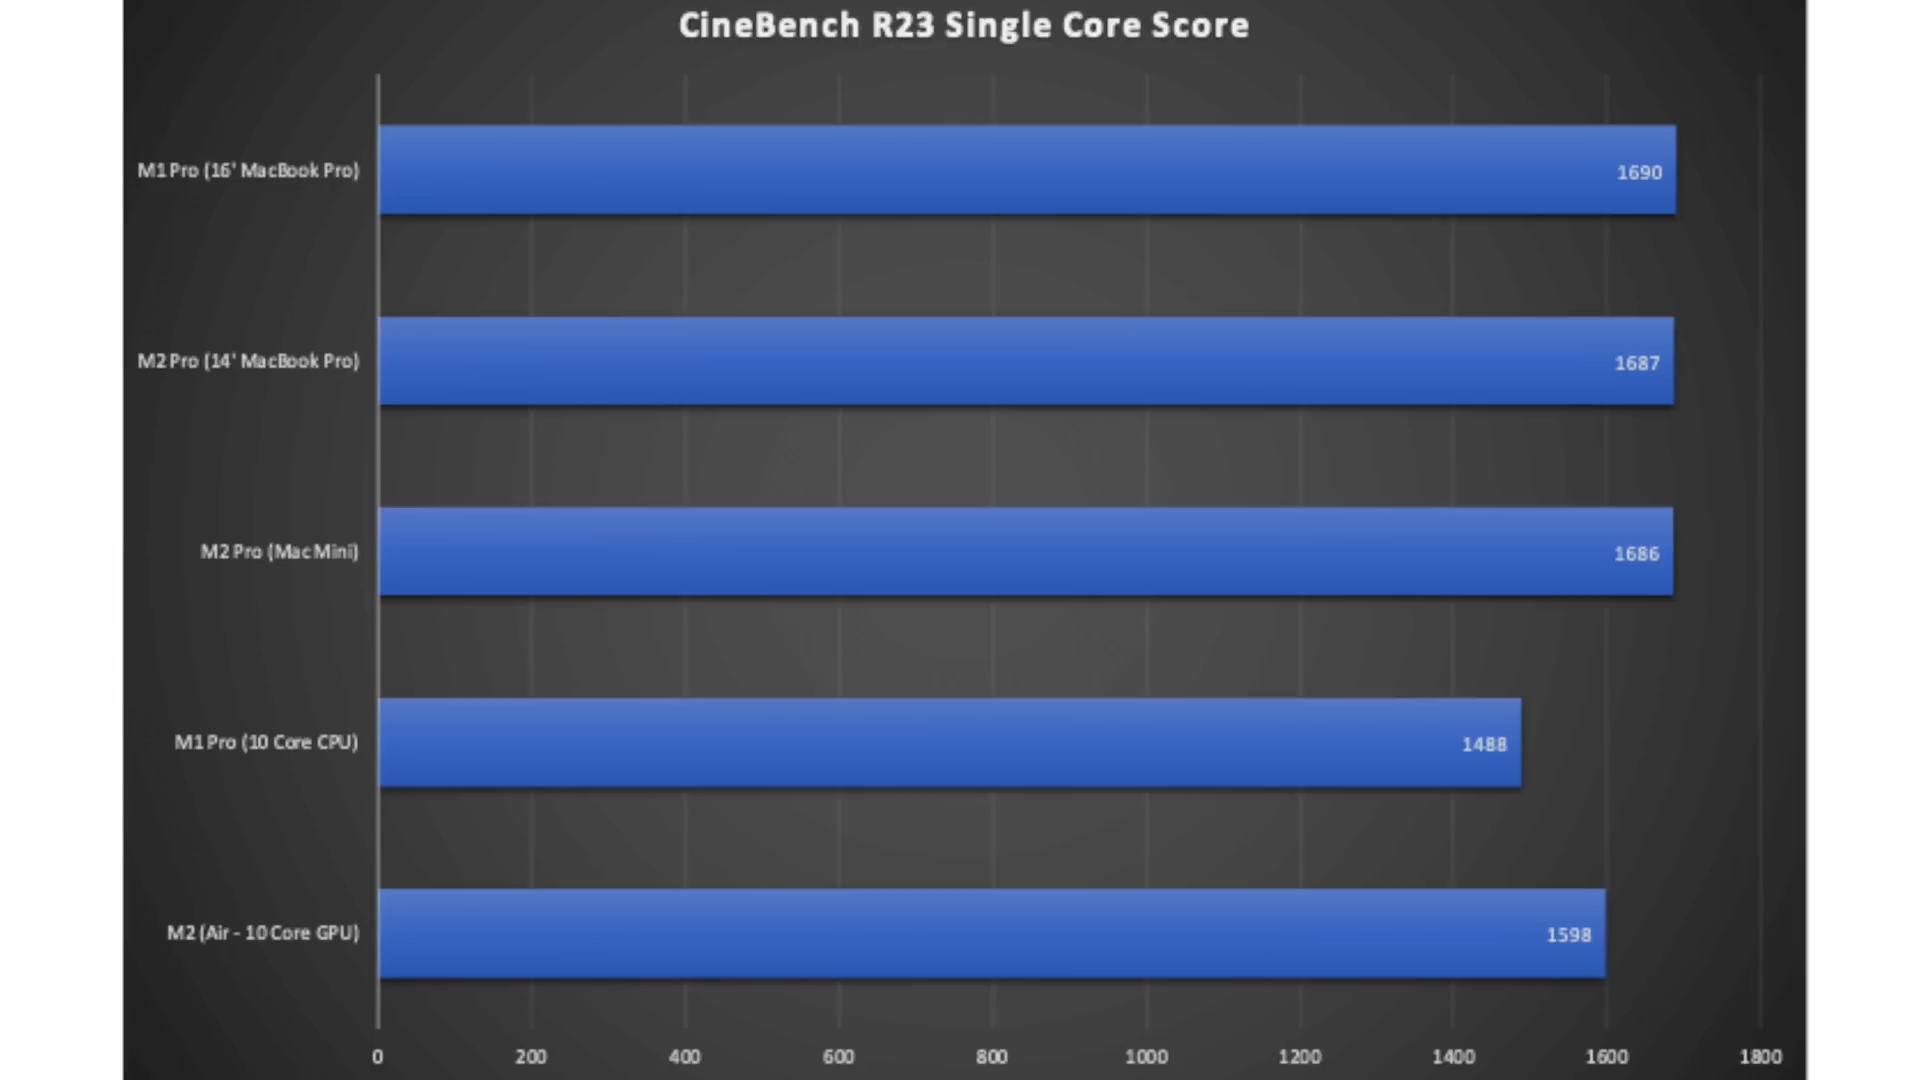 CineBench R23 Single Core Score
M1 Pro (16' MacBook Pro)
1690
M2 Pro (14' MacBook Pro)
1687
M2 Pro (Mac Mini)
1686
M1 Pro (10 Core CPU)
1488
M2 (Air - 10 Core GPU)
1598
0 200 400 600 800 1000 1200 1400 1600 1800